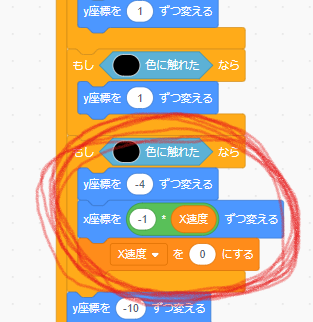 y座標を 1 ずつ変える
もし 色に触れた なら
y座標を 1 ずつ変える
もし 色に触れた なら
y座標を -4 ずつ変える
x座標を -1 * X速度 ずつ変える
X速度 を 0 にする
y座標を -10 ずつ変える